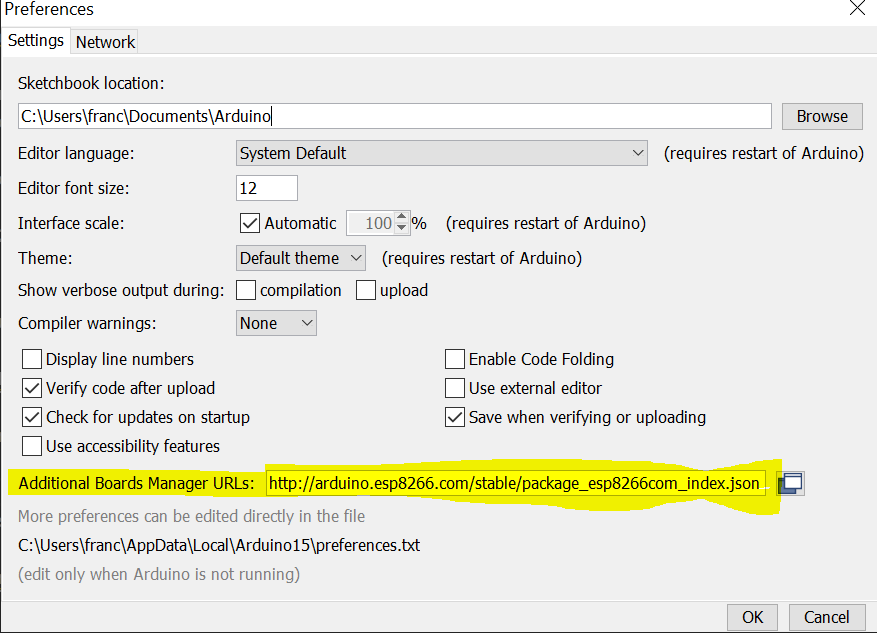 Preferences
Settings Network
Sketchbook location:
C:\Users\franc\Documents\Arduino Browse
Editor language: System Default (requires restart of Arduino)
Editor font size: 12
Interface scale: Automatic 100 % (requires restart of Arduino)
Theme: Default theme (requires restart of Arduino)
Show verbose output during: compilation upload
Compiler warnings: None
Display line numbers Enable Code Folding
Verify code after upload Use external editor
Check for updates on startup Save when verifying or uploading
Use accessibility features
Additional Boards Manager URLs: http://arduino.esp8266.com/stable/package_esp8266com_index.json
More preferences can be edited directly in the file
C:\Users\franc\AppData\Local\Arduino15\preferences.txt
(edit only when Arduino is not running)
OK Cancel